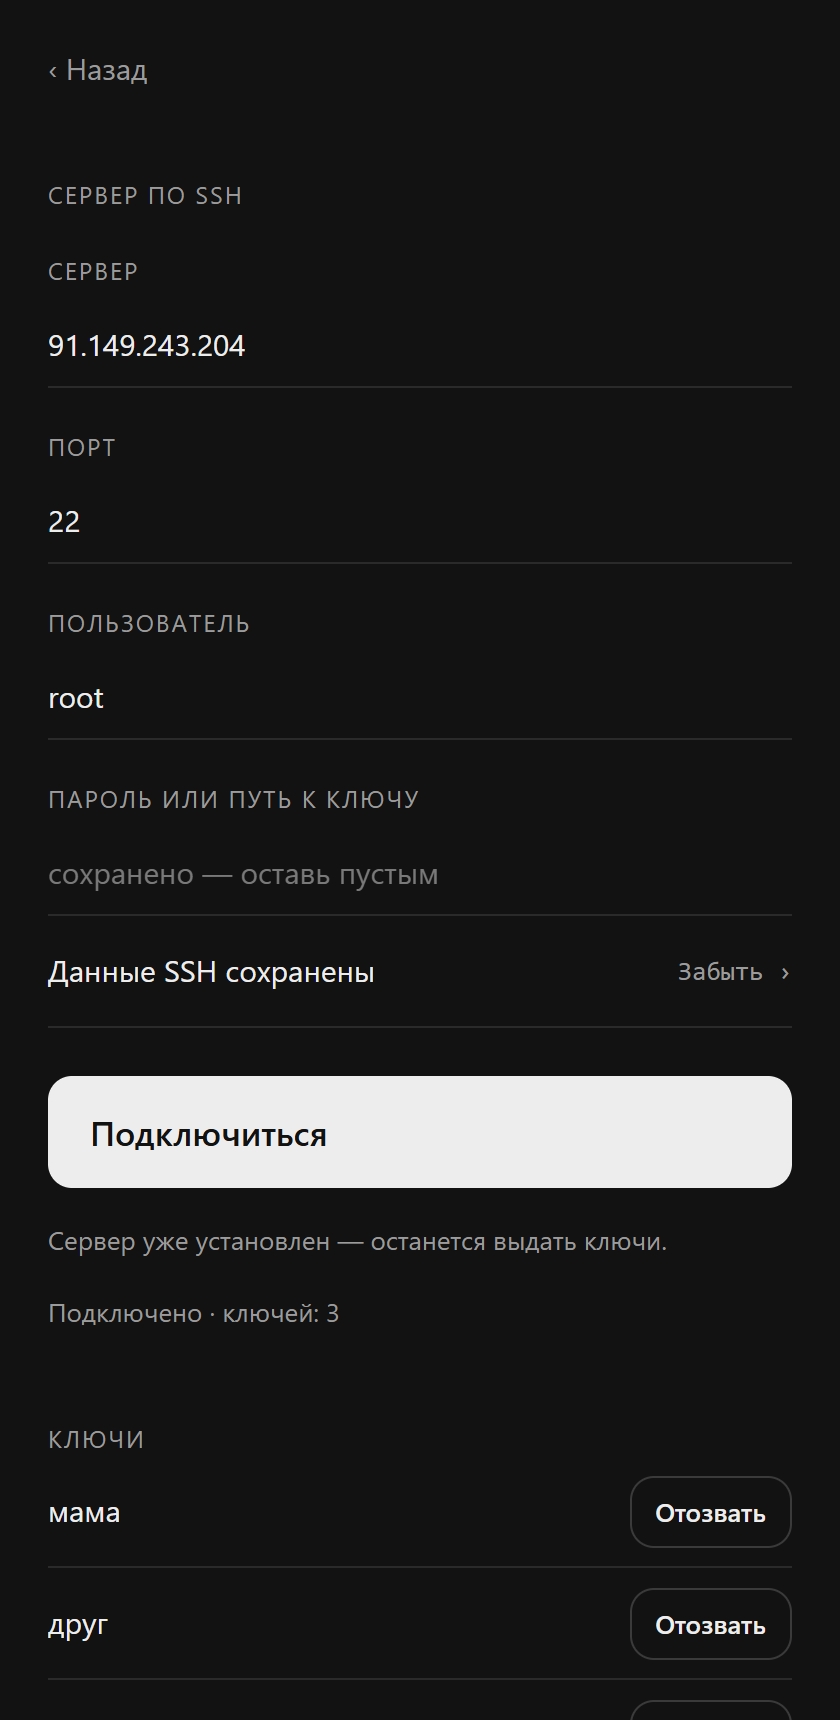 ‹ Назад
СЕРВЕР ПО SSH
СЕРВЕР
91.149.243.204
ПОРТ
22
ПОЛЬЗОВАТЕЛЬ
root
ПАРОЛЬ ИЛИ ПУТЬ К КЛЮЧУ
сохранено — оставь пустым
Данные SSH сохранены Забыть ›
Подключиться
Сервер уже установлен — останется выдать ключи.
Подключено · ключей: 3
КЛЮЧИ
мама Отозвать
друг Отозвать